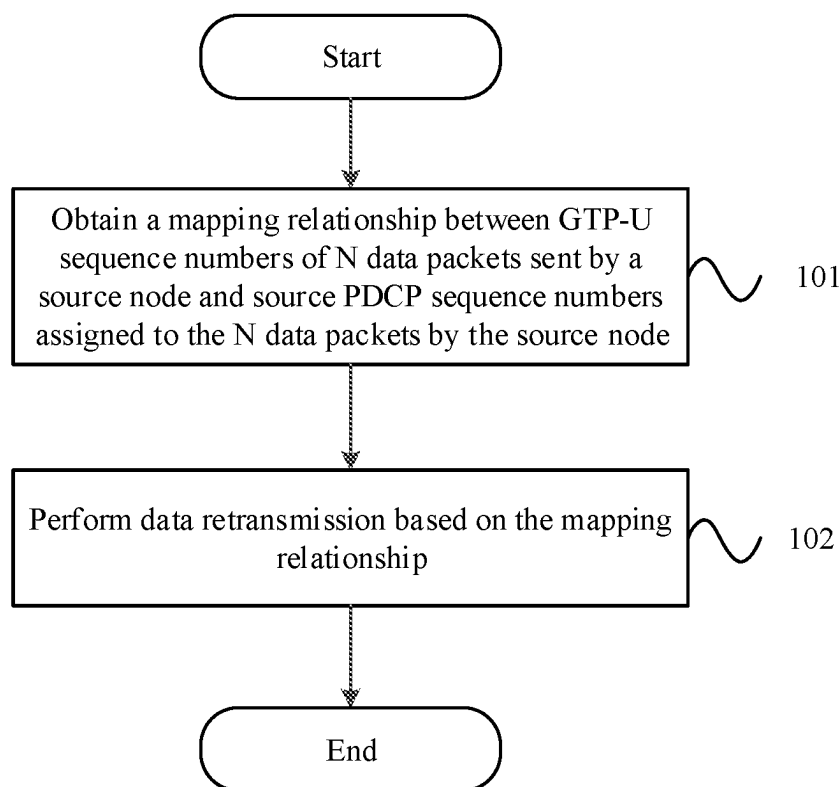 Start
Obtain a mapping relationship between GTP-U
sequence numbers of N data packets sent by a
source node and source PDCP sequence numbers
assigned to the N data packets by the source node
101
Perform data retransmission based on the mapping
relationship
102
End